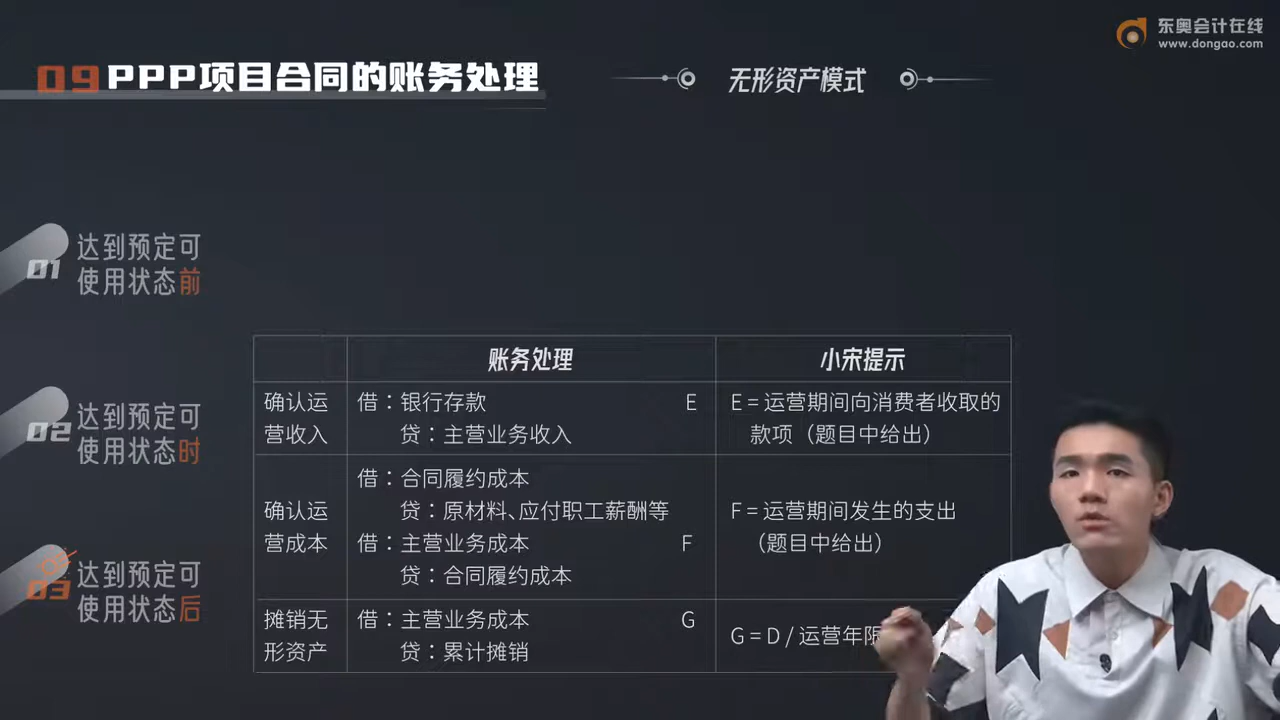 东奥会计在线
www.dongao.com
09 PPP项目合同的账务处理
无形资产模式
01
达到预定可
使用状态前
02
达到预定可
使用状态时
03
达到预定可
使用状态后
账务处理
小宋提示
确认运
营收入
借：银行存款 E
贷：主营业务收入
E = 运营期间向消费者收取的
款项（题目中给出）
确认运
营成本
借：合同履约成本
贷：原材料、应付职工薪酬等
借：主营业务成本 F
贷：合同履约成本
F = 运营期间发生的支出
（题目中给出）
摊销无
形资产
借：主营业务成本 G
贷：累计摊销
G = D / 运营年限